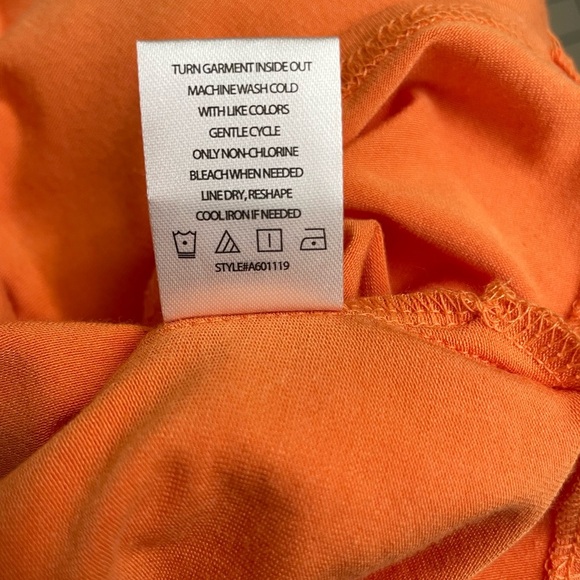 TURN GARMENT INSIDE OUT
MACHINE WASH COLD
WITH LIKE COLORS
GENTLE CYCLE
ONLY NON-CHLORINE
BLEACH WHEN NEEDED
LINE DRY, RESHAPE
COOL IRON IF NEEDED
STYLE#A601119